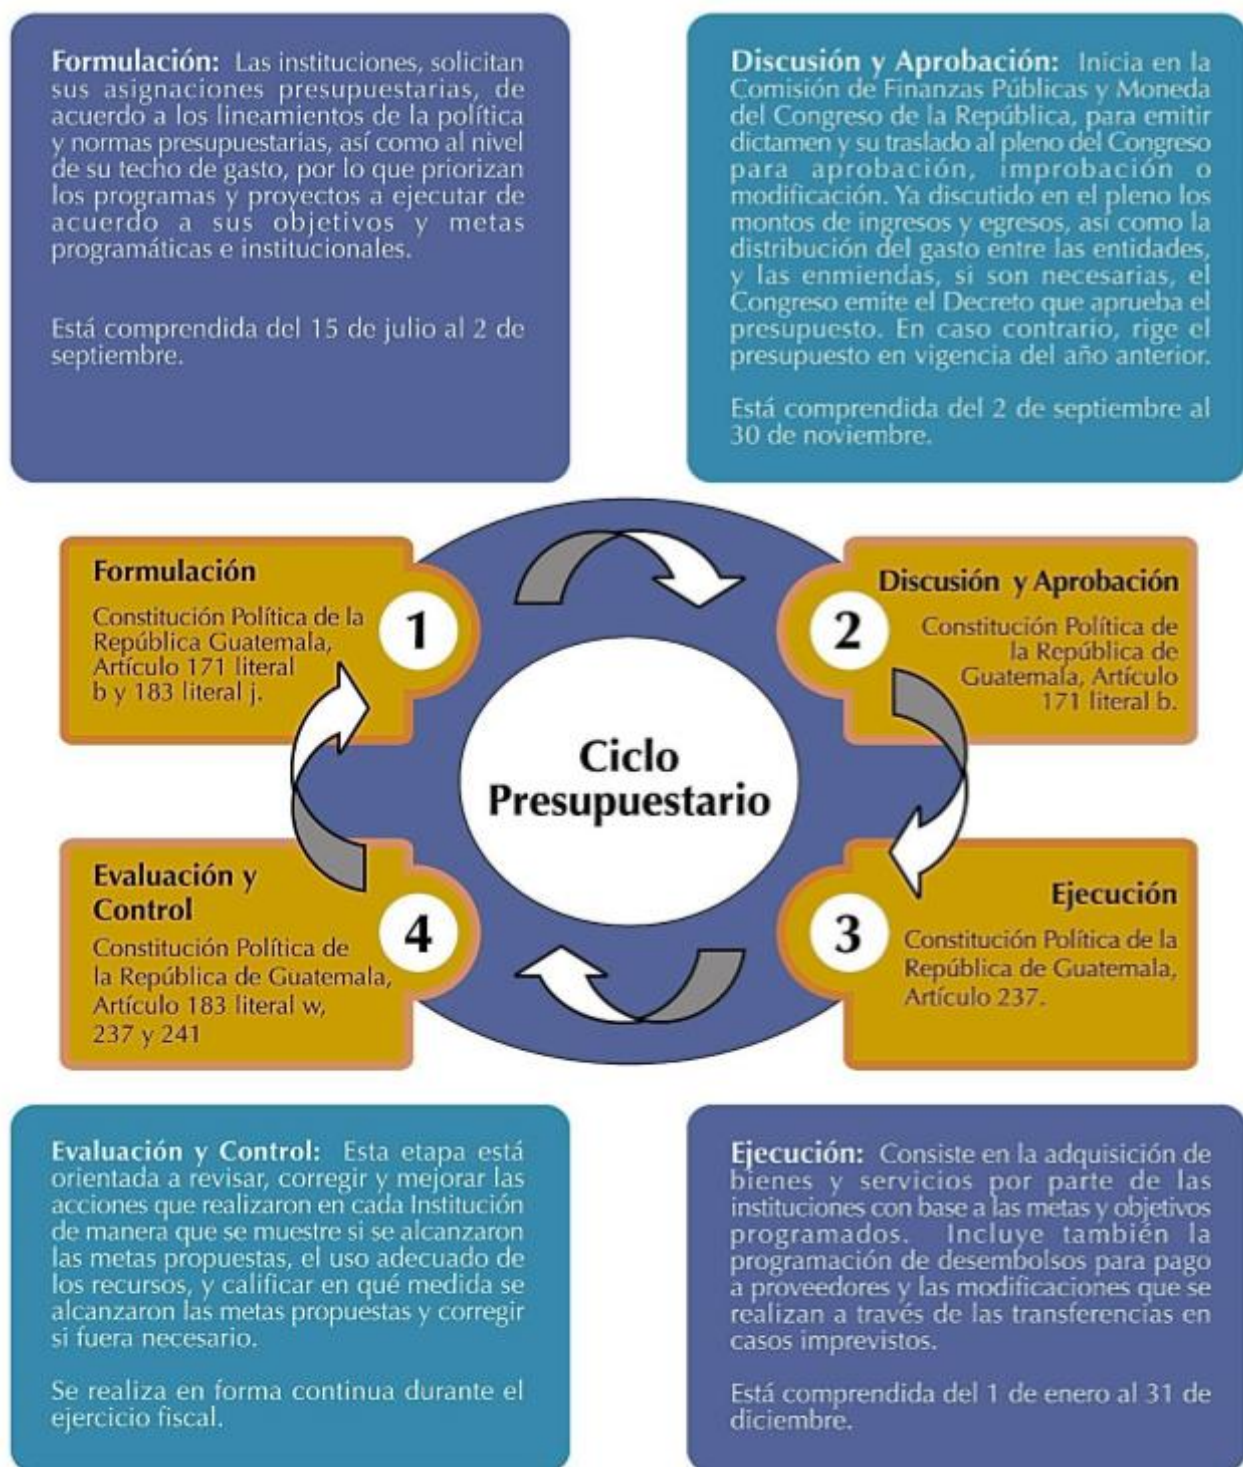 Formulación: Las instituciones, solicitan
sus asignaciones presupuestarias, de
acuerdo a los lineamientos de la política
y normas presupuestarias, así como al nivel
de su techo de gasto, por lo que priorizan
los programas y proyectos a ejecutar de
acuerdo a sus objetivos y metas
programáticas e institucionales.
Está comprendida del 15 de julio al 2 de
septiembre.
Discusión y Aprobación: Inicia en la
Comisión de Finanzas Públicas y Moneda
del Congreso de la República, para emitir
dictamen y su traslado al pleno del Congreso
para aprobación, improbación o
modificación. Ya discutido en el pleno los
montos de ingresos y egresos, así como la
distribución del gasto entre las entidades,
y las enmiendas, si son necesarias, el
Congreso emite el Decreto que aprueba el
presupuesto. En caso contrario, rige el
presupuesto en vigencia del año anterior.
Está comprendida del 2 de septiembre al
30 de noviembre.
Formulación
Constitución Política de la
República Guatemala,
Artículo 171 literal
b y 183 literal j.
1
2
Discusión y Aprobación
Constitución Política de
la República de
Guatemala, Artículo
171 literal b.
Ciclo
Presupuestario
Evaluación y
Control
Constitución Política de
la República de Guatemala,
Artículo 183 literal w,
237 y 241
4
3
Ejecución
Constitución Política de la
República de Guatemala,
Artículo 237.
Evaluación y Control: Esta etapa está
orientada a revisar, corregir y mejorar las
acciones que realizaron en cada Institución
de manera que se muestre si se alcanzaron
las metas propuestas, el uso adecuado de
los recursos, y calificar en qué medida se
alcanzaron las metas propuestas y corregir
si fuera necesario.
Se realiza en forma continua durante el
ejercicio fiscal.
Ejecución: Consiste en la adquisición de
bienes y servicios por parte de las
instituciones con base a las metas y objetivos
programados. Incluye también la
programación de desembolsos para pago
a proveedores y las modificaciones que se
realizan a través de las transferencias en
casos imprevistos.
Está comprendida del 1 de enero al 31 de
diciembre.